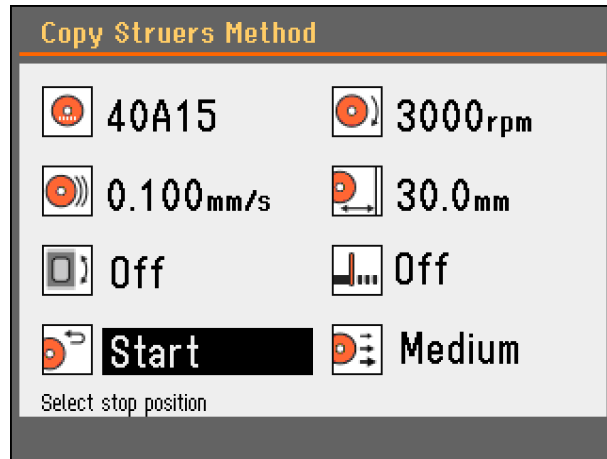 Copy Struers Method
40A15
3000rpm
0.100mm/s
30.0mm
Off
Off
Start
Medium
Select stop position